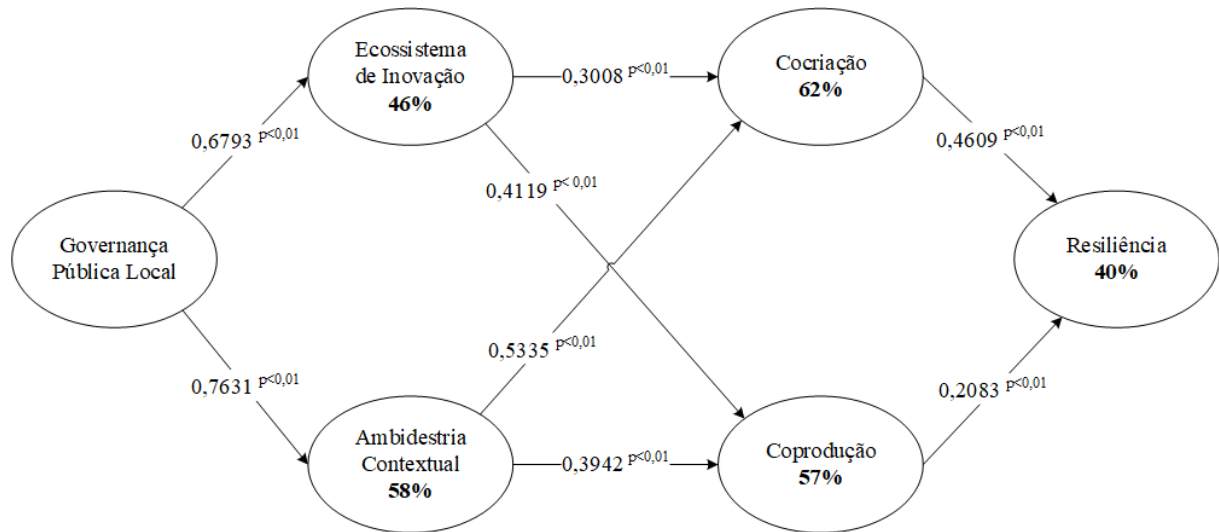 Ecossistema
de Inovação
46%
0,3008 p<0,01
Cocriação
62%
0,6793 p<0,01
0,4609 p<0,01
0,4119 p< 0,01
Governança
Pública Local
Resiliência
40%
0,5335 p<0,01
0,7631 p<0,01
0,2083 p<0,01
Ambidestria
Contextual
58%
0,3942 p<0,01
Coprodução
57%